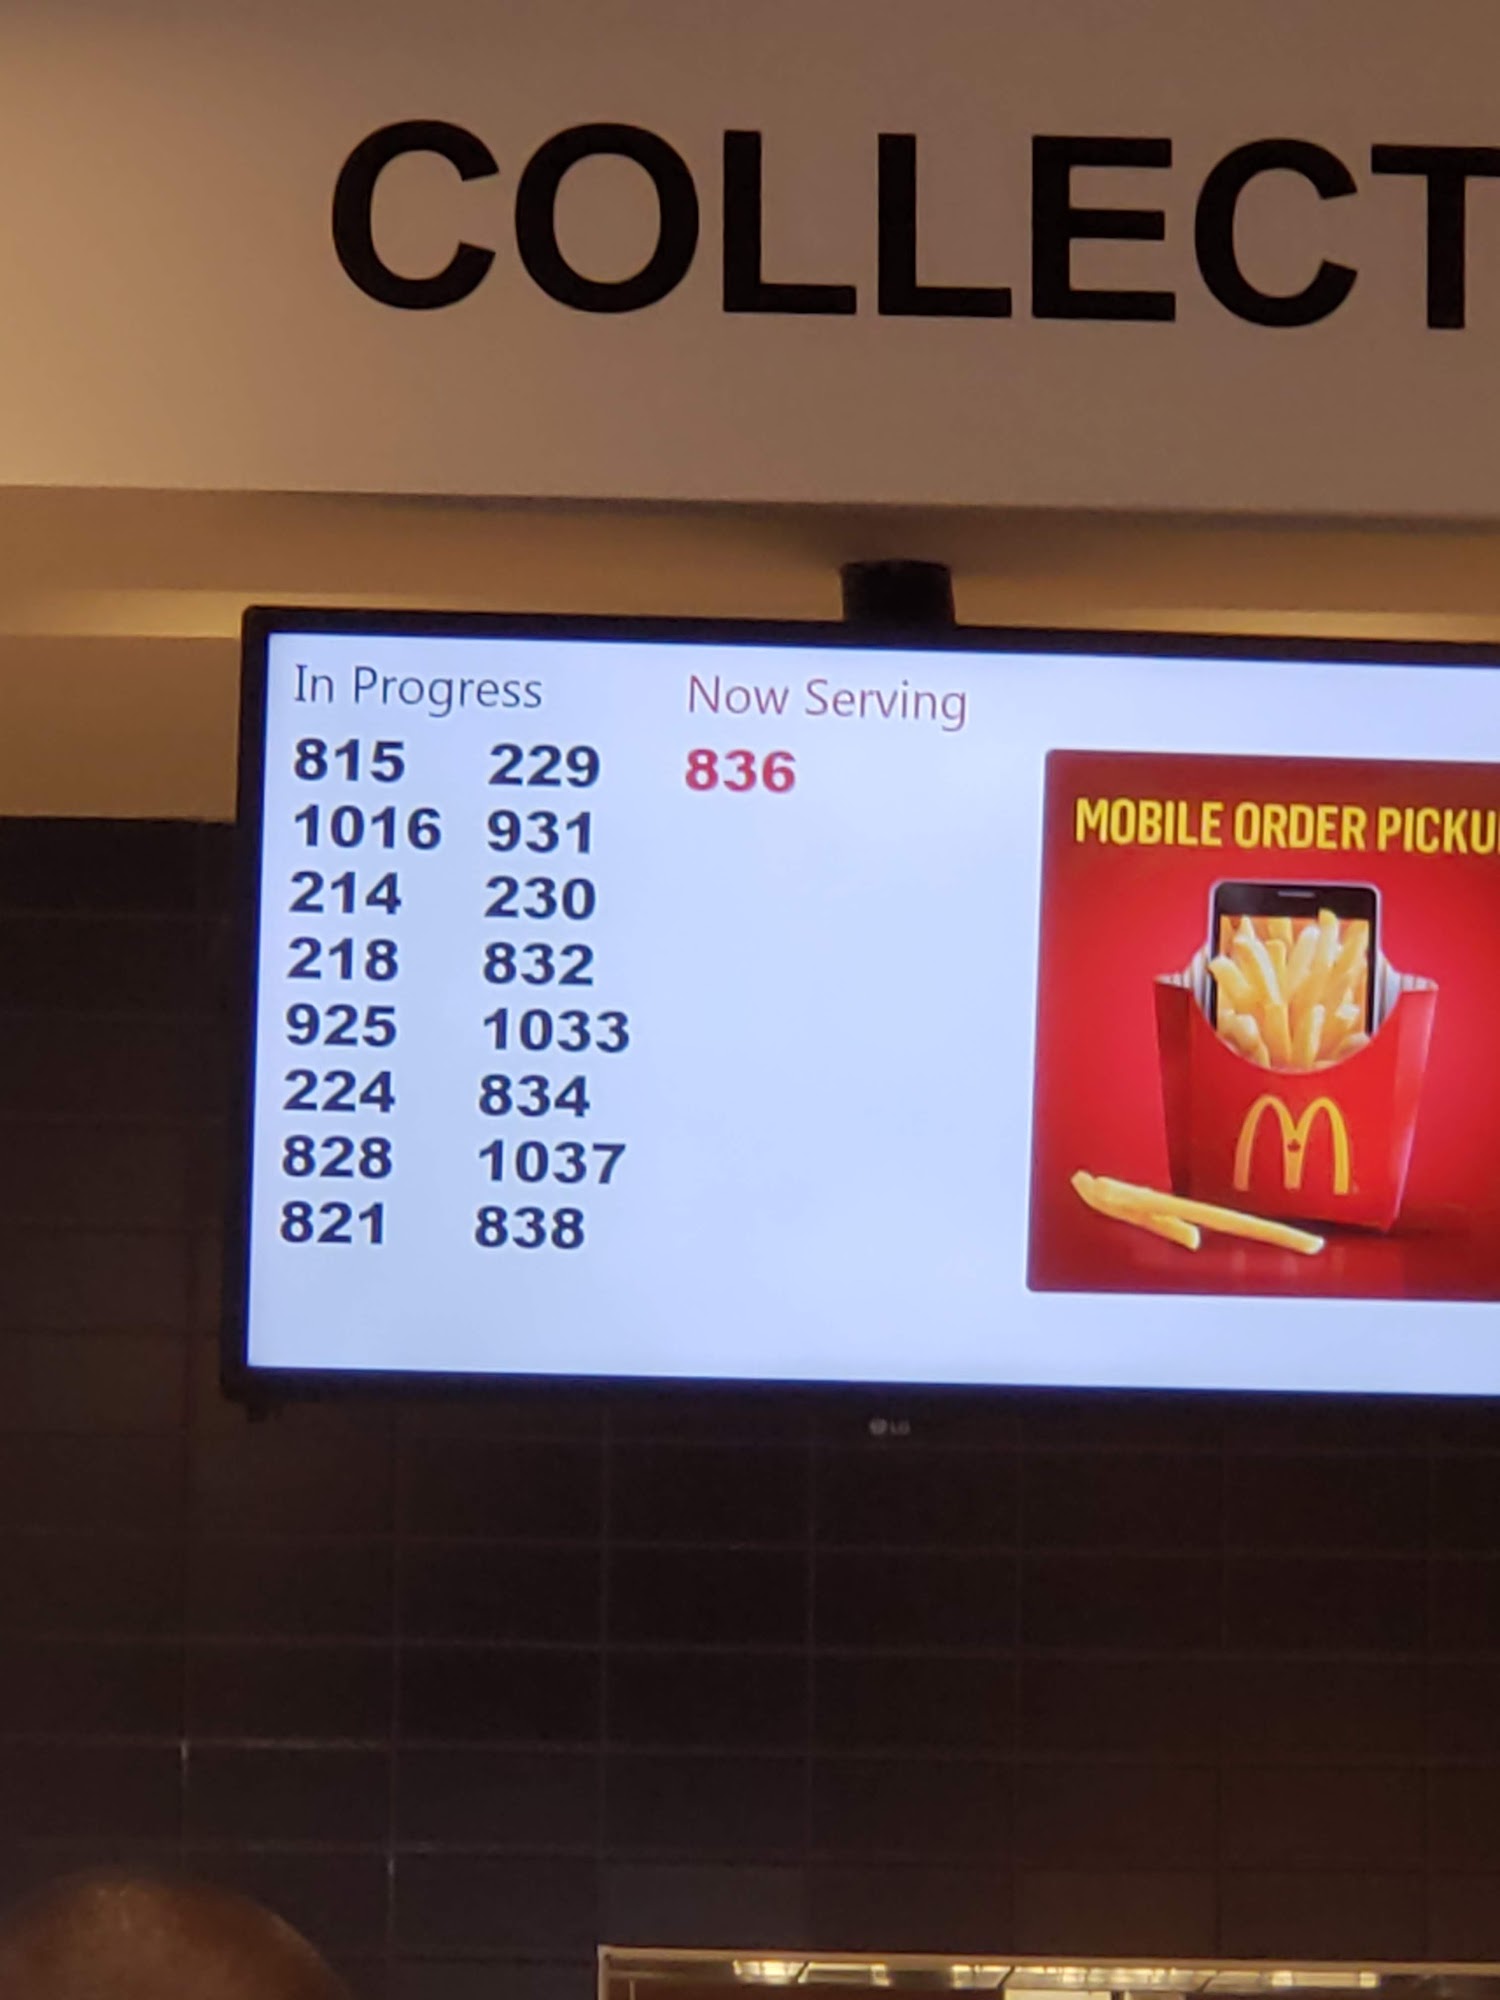 COLLECT
In Progress Now Serving
815 229 836
1016 931
214 230
218 832
925 1033
224 834
828 1037
821 838
MOBILE ORDER PICKU
LG